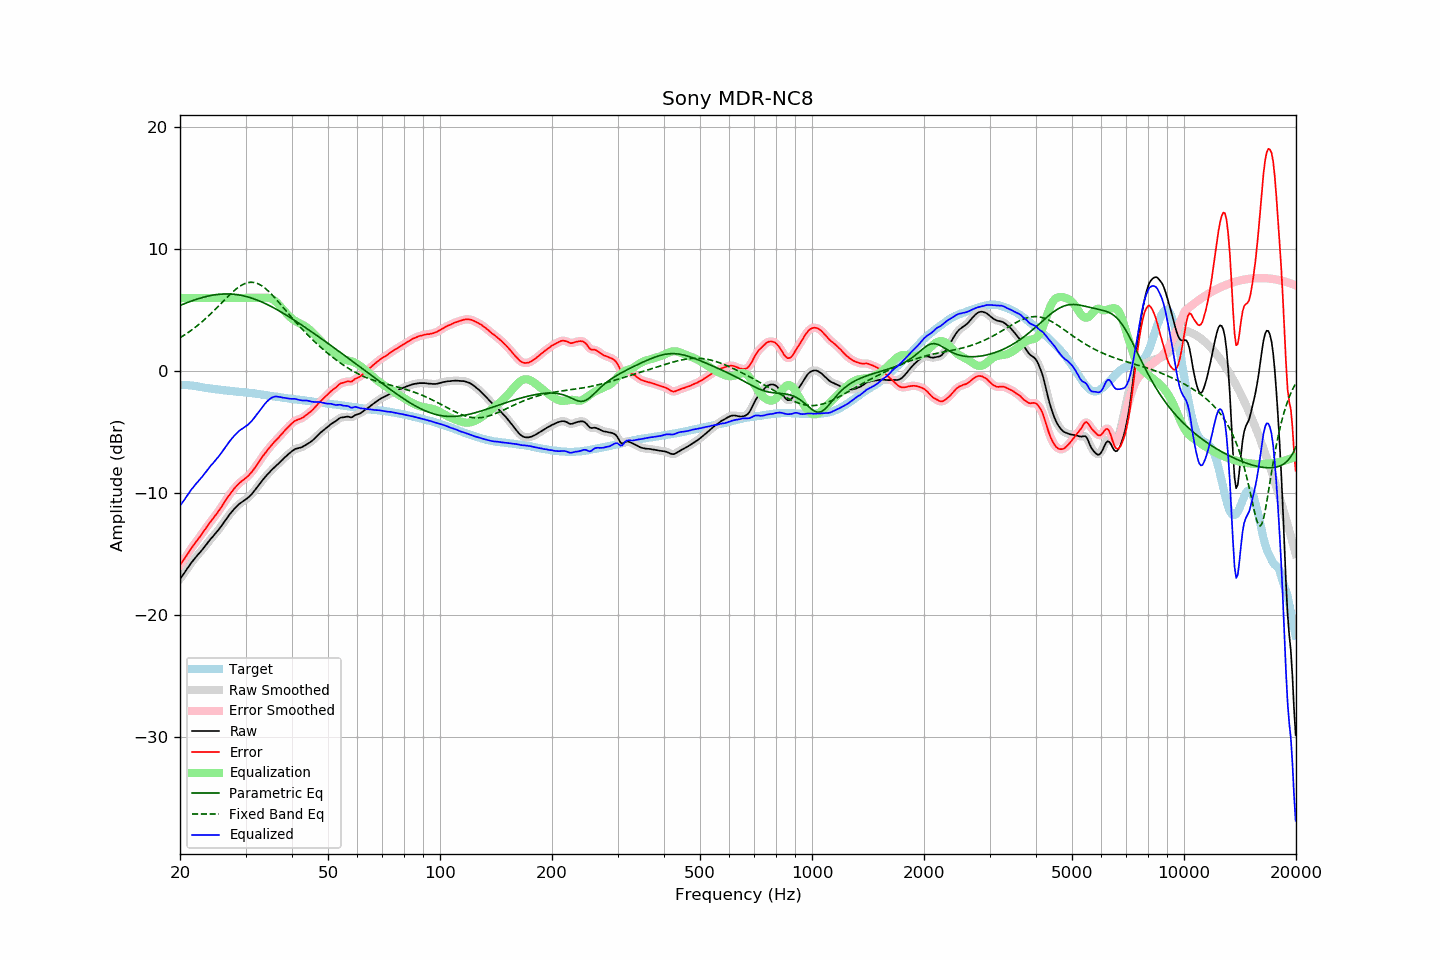 Sony MDR-NC8
20
10
0
−10
−20
−30
Amplitude (dBr)
Target
Raw Smoothed
Error Smoothed
Raw
Error
Equalization
Parametric Eq
Fixed Band Eq
Equalized
20 50 100 200 500 1000 2000 5000 10000 20000
Frequency (Hz)